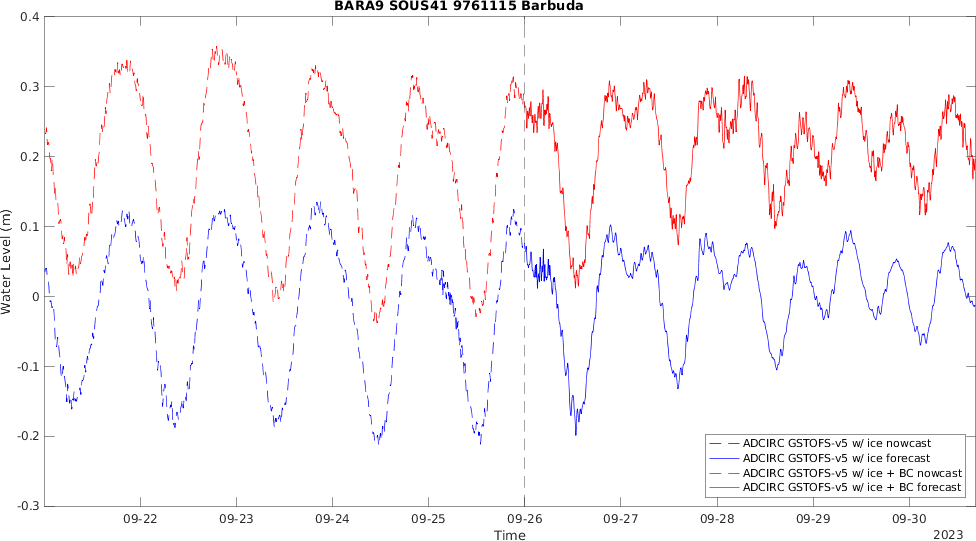 BARA9 SOUS41 9761115 Barbuda
0.4
0.3
0.2
0.1
0
-0.1
-0.2
-0.3
Water Level (m)
ADCIRC GSTOFS-v5 w/ ice nowcast
ADCIRC GSTOFS-v5 w/ ice forecast
ADCIRC GSTOFS-v5 w/ ice + BC nowcast
ADCIRC GSTOFS-v5 w/ ice + BC forecast
09-22 09-23 09-24 09-25 09-26 09-27 09-28 09-29 09-30
Time
2023